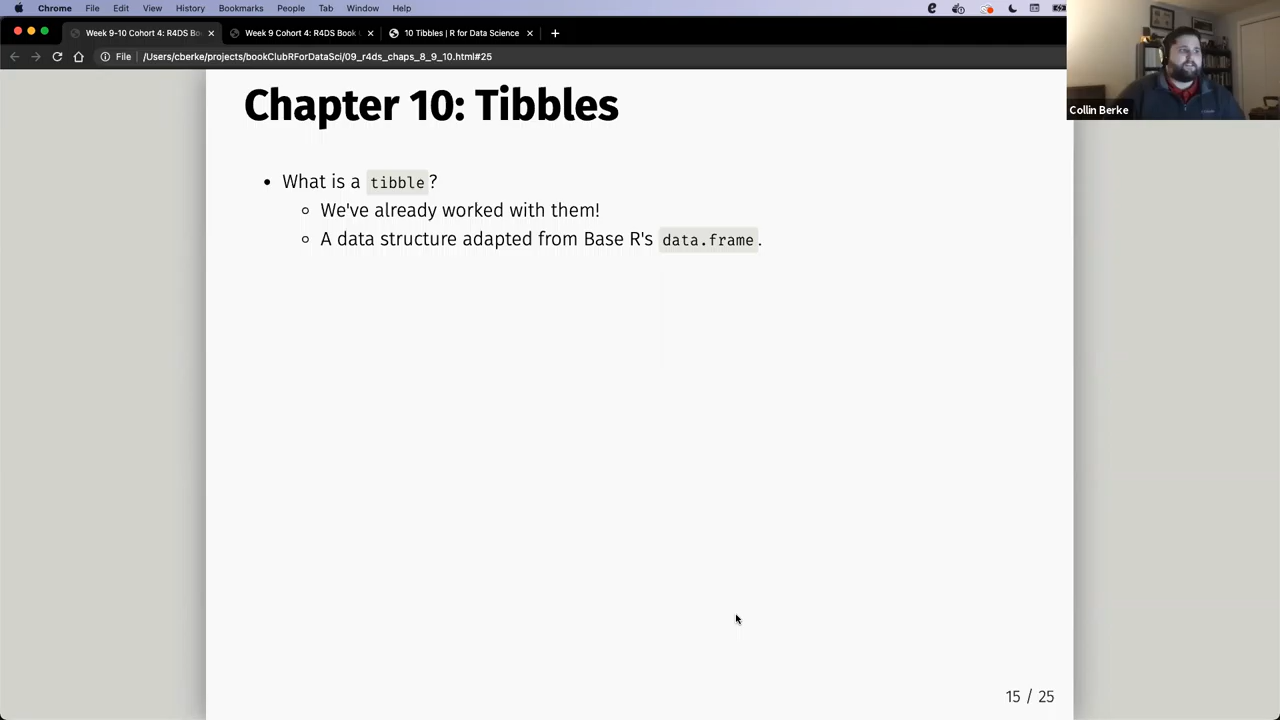 Chrome File Edit View History Bookmarks People Tab Window Help
Week 9-10 Cohort 4: R4DS Bo
Week 9 Cohort 4: R4DS Book
10 Tibbles | R for Data Science
File /Users/cberke/projects/bookClubRForDataSci/09_r4ds_chaps_8_9_10.html#25
Collin Berke
Chapter 10: Tibbles
• What is a tibble?
◦ We've already worked with them!
◦ A data structure adapted from Base R's data.frame.
15 / 25